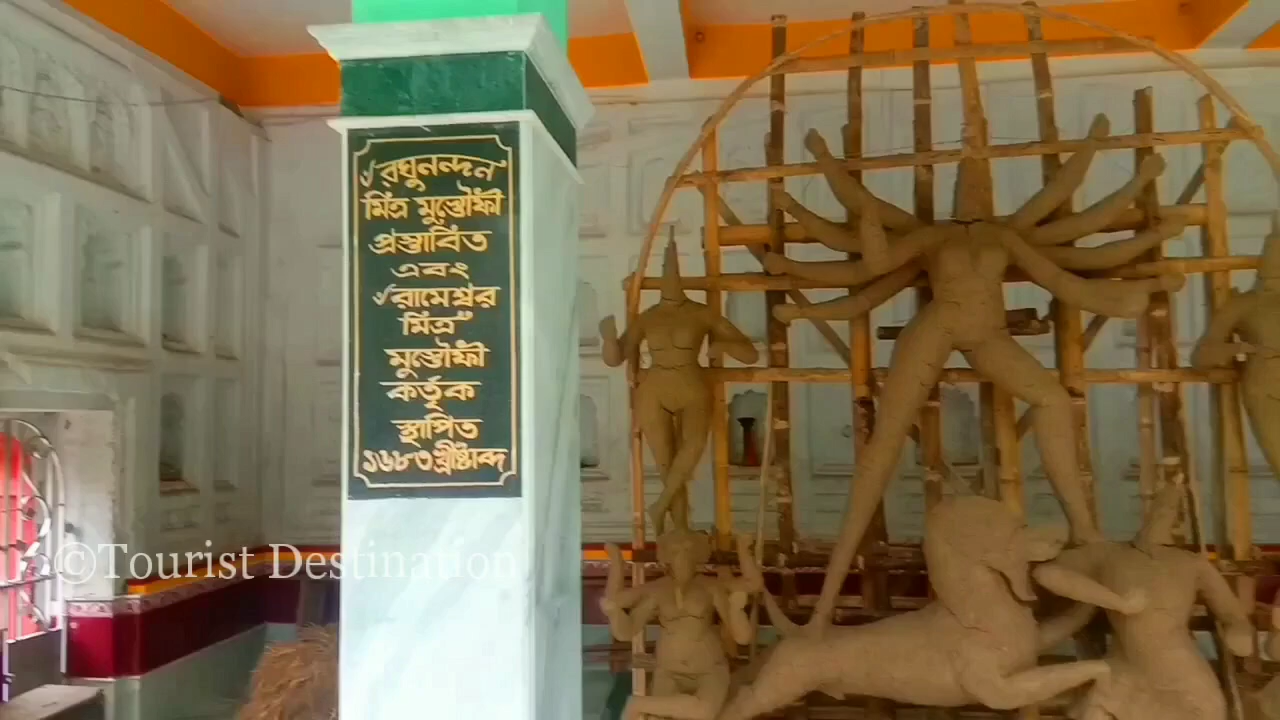 ঁরঘুনন্দন
মিত্র মুস্তৌফী
প্রস্তাবিত
এবং
ঁরামেশ্বর
মিত্র
মুস্তৌফী
কর্তৃক
স্থাপিত
১৬৮৩খ্রীষ্টাব্দ
©Tourist Destination